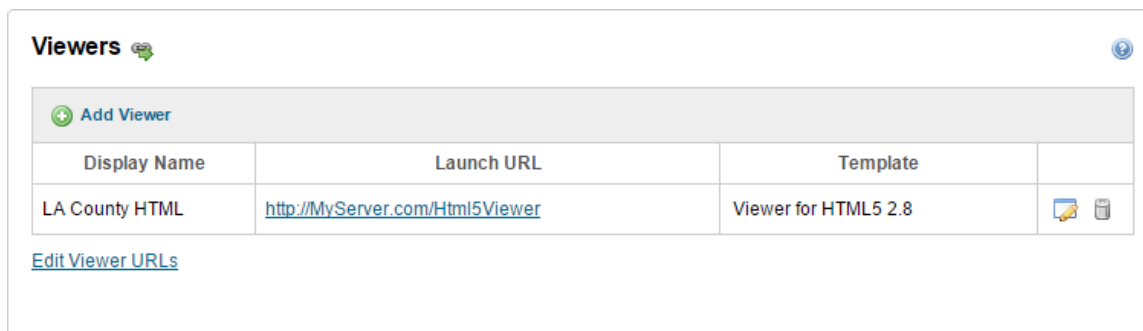 Viewers
Add Viewer
Display Name Launch URL Template
LA County HTML http://MyServer.com/Html5Viewer Viewer for HTML5 2.8
Edit Viewer URLs